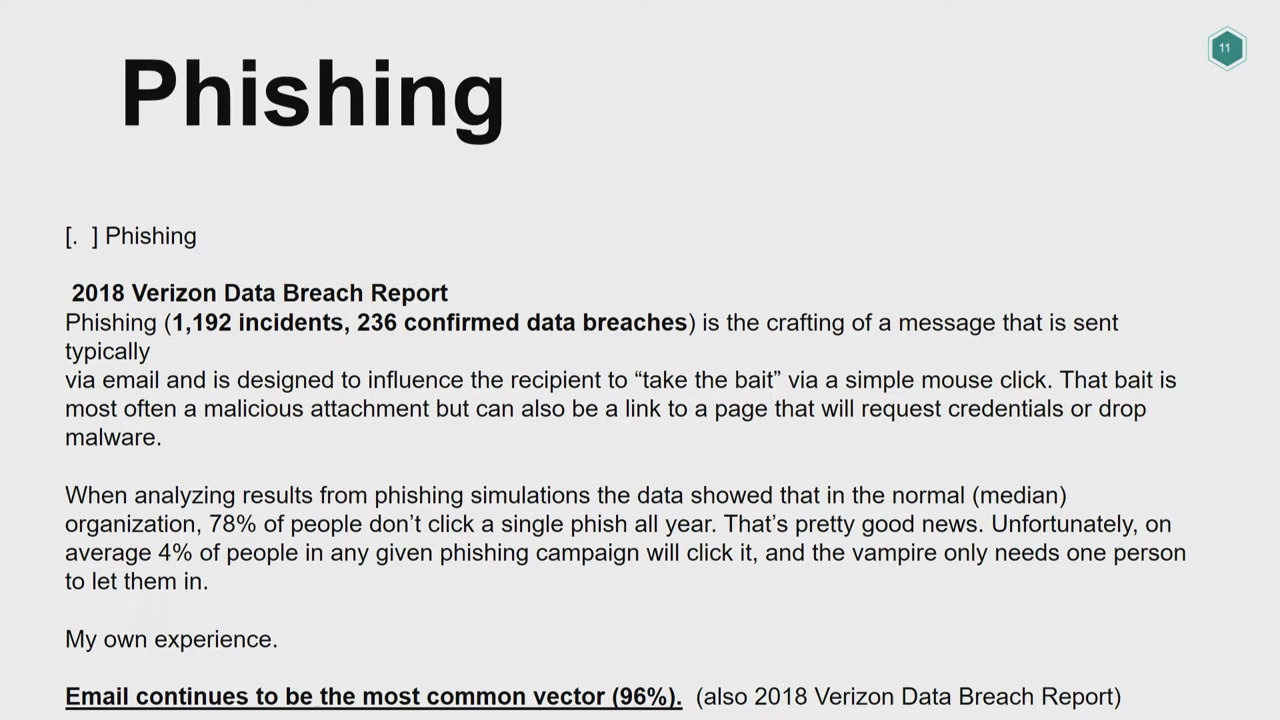 11
Phishing
[. ] Phishing
2018 Verizon Data Breach Report
Phishing (1,192 incidents, 236 confirmed data breaches) is the crafting of a message that is sent
typically
via email and is designed to influence the recipient to “take the bait” via a simple mouse click. That bait is
most often a malicious attachment but can also be a link to a page that will request credentials or drop
malware.
When analyzing results from phishing simulations the data showed that in the normal (median)
organization, 78% of people don’t click a single phish all year. That’s pretty good news. Unfortunately, on
average 4% of people in any given phishing campaign will click it, and the vampire only needs one person
to let them in.
My own experience.
Email continues to be the most common vector (96%). (also 2018 Verizon Data Breach Report)